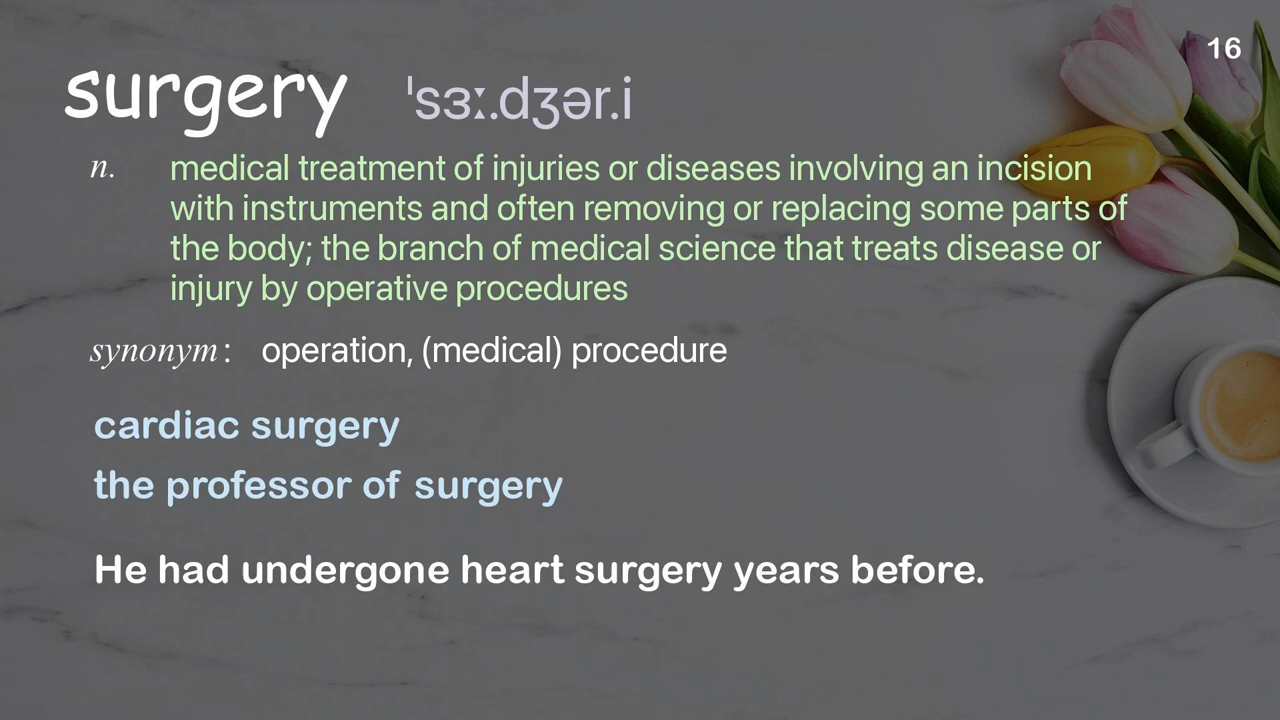 16
surgery ˈsɜː.dʒər.i
n. medical treatment of injuries or diseases involving an incision
with instruments and often removing or replacing some parts of
the body; the branch of medical science that treats disease or
injury by operative procedures
synonym: operation, (medical) procedure
cardiac surgery
the professor of surgery
He had undergone heart surgery years before.